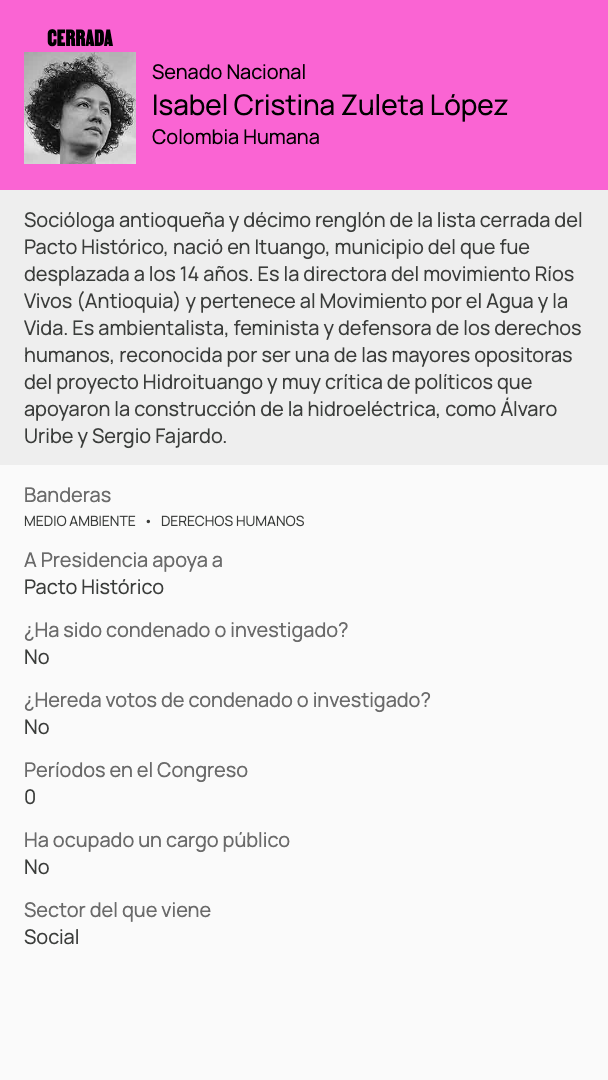 CERRADA
Senado Nacional
Isabel Cristina Zuleta López
Colombia Humana
Socióloga antioqueña y décimo renglón de la lista cerrada del
Pacto Histórico, nació en Ituango, municipio del que fue
desplazada a los 14 años. Es la directora del movimiento Ríos
Vivos (Antioquia) y pertenece al Movimiento por el Agua y la
Vida. Es ambientalista, feminista y defensora de los derechos
humanos, reconocida por ser una de las mayores opositoras
del proyecto Hidroituango y muy crítica de políticos que
apoyaron la construcción de la hidroeléctrica, como Álvaro
Uribe y Sergio Fajardo.
Banderas
MEDIO AMBIENTE • DERECHOS HUMANOS
A Presidencia apoya a
Pacto Histórico
¿Ha sido condenado o investigado?
No
¿Hereda votos de condenado o investigado?
No
Períodos en el Congreso
0
Ha ocupado un cargo público
No
Sector del que viene
Social